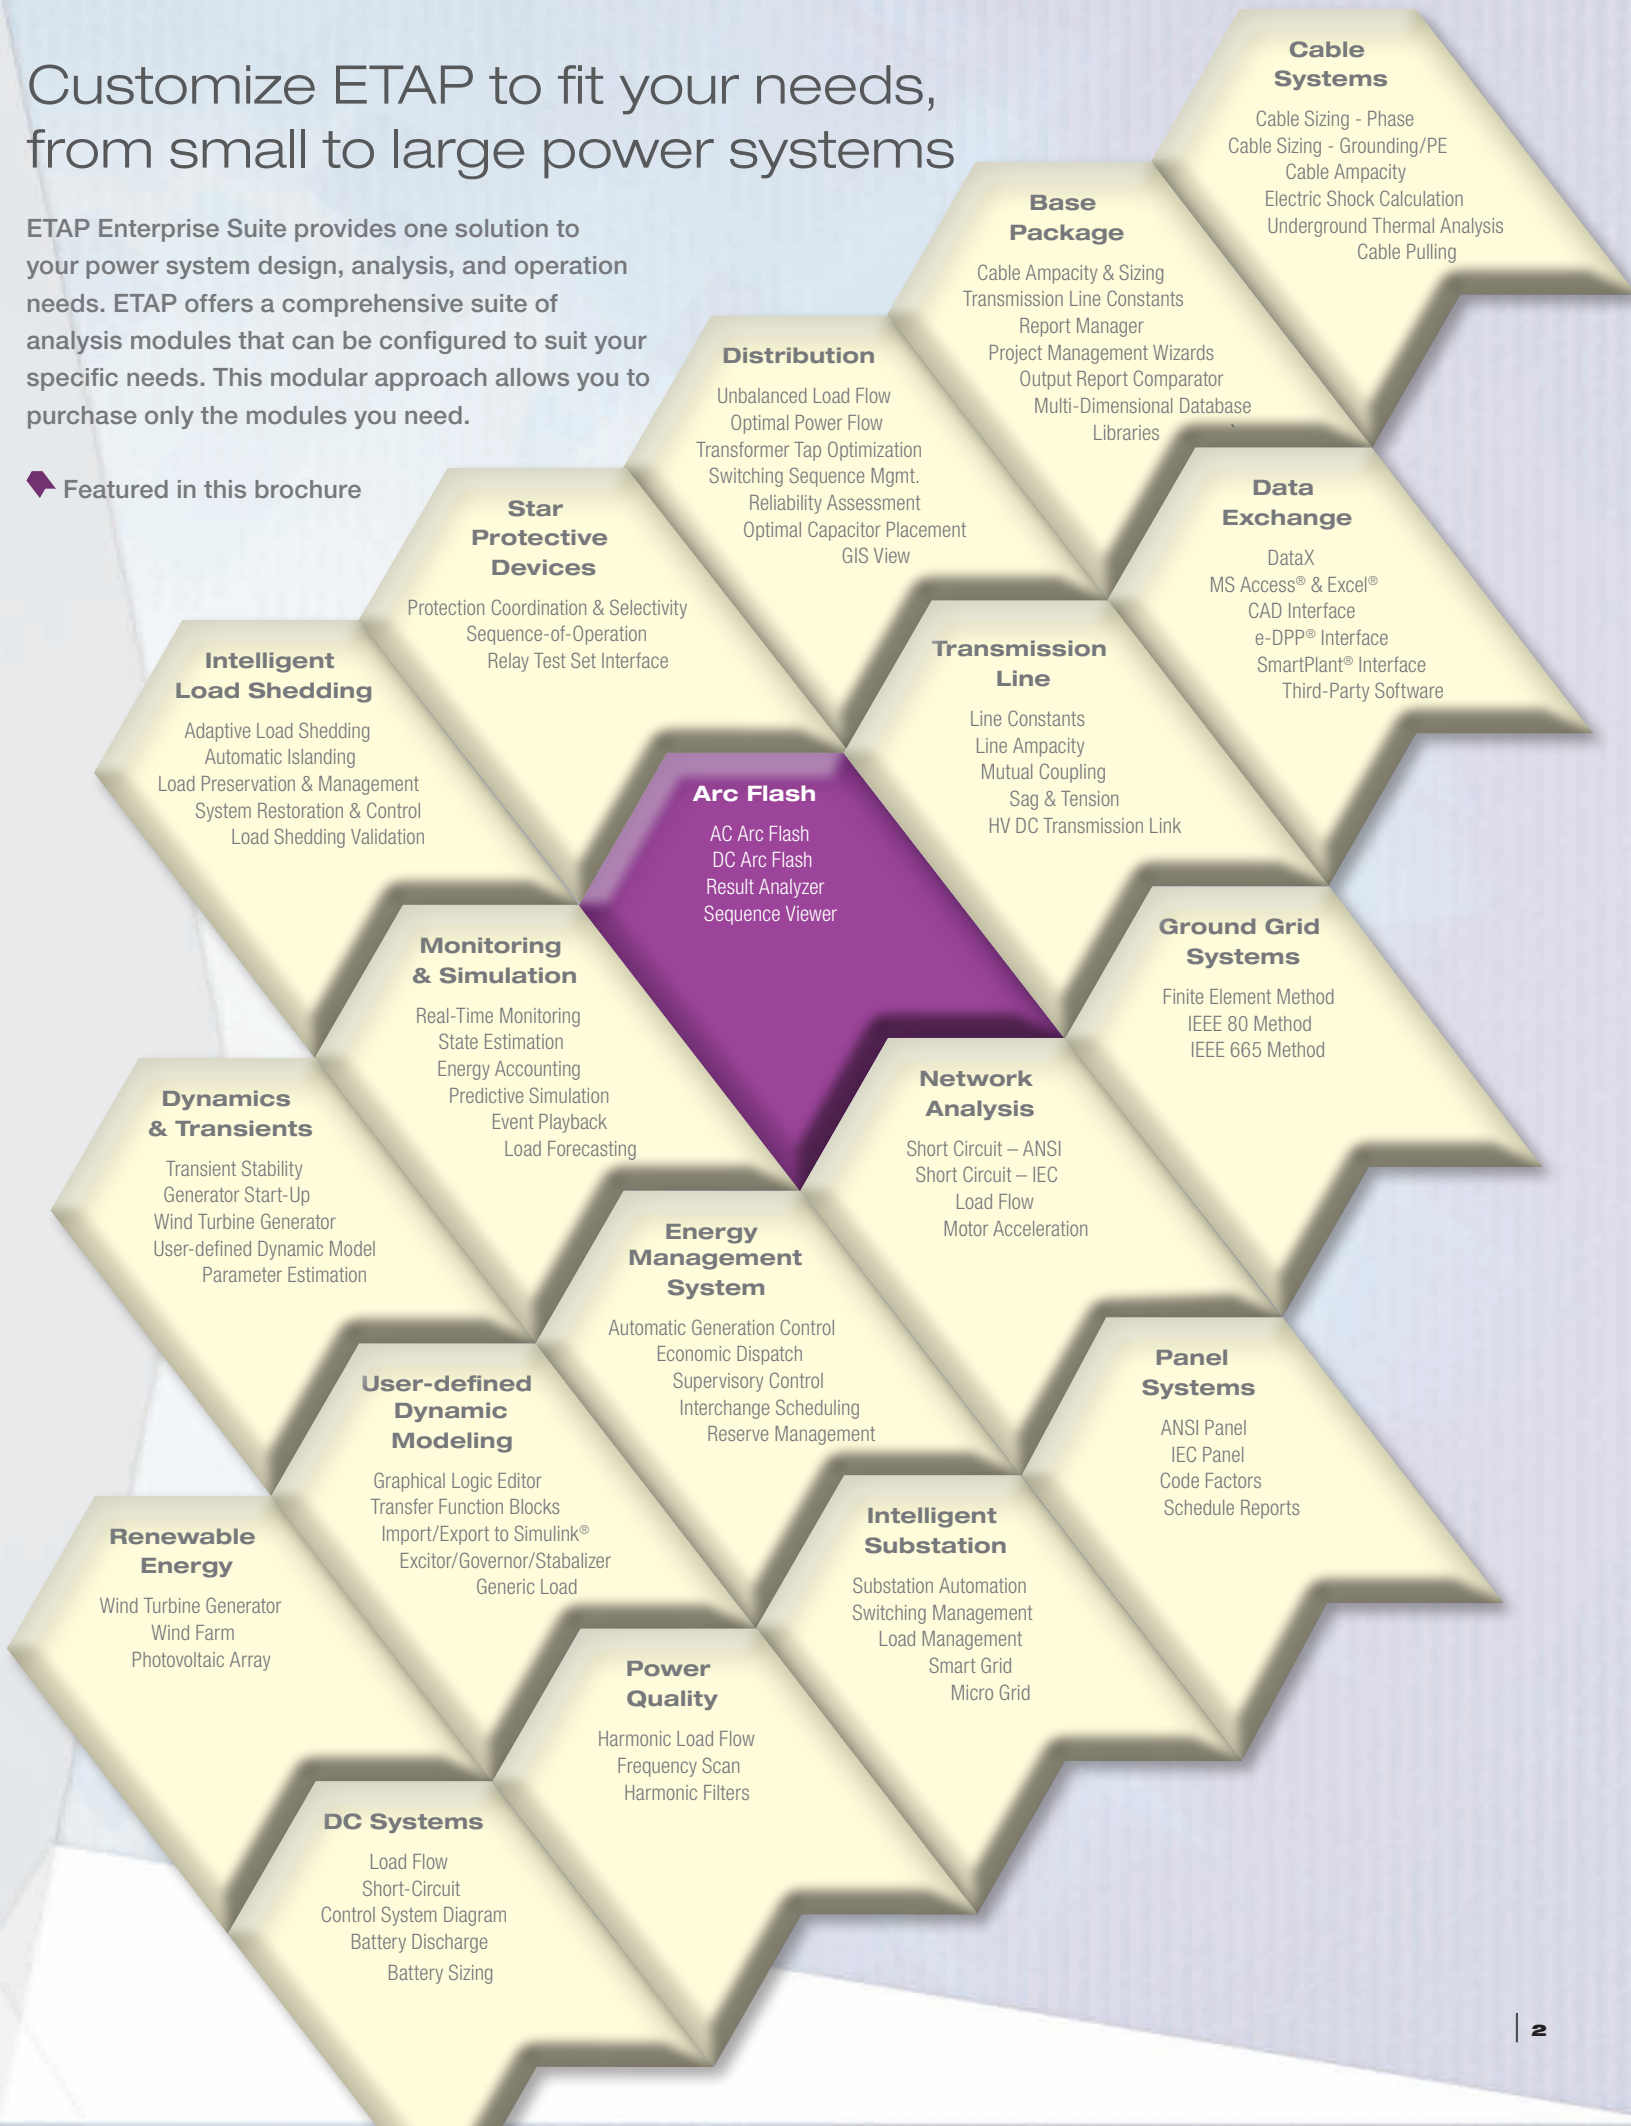 Customize ETAP to fit your needs,
from small to large power systems
ETAP Enterprise Suite provides one solution to
your power system design, analysis, and operation
needs. ETAP offers a comprehensive suite of
analysis modules that can be configured to suit your
specific needs. This modular approach allows you to
purchase only the modules you need.
Featured in this brochure
Cable
Systems
Cable Sizing - Phase
Cable Sizing - Grounding/PE
Cable Ampacity
Electric Shock Calculation
Underground Thermal Analysis
Cable Pulling
Base
Package
Cable Ampacity & Sizing
Transmission Line Constants
Report Manager
Project Management Wizards
Output Report Comparator
Multi-Dimensional Database
Libraries `
Distribution
Unbalanced Load Flow
Optimal Power Flow
Transformer Tap Optimization
Switching Sequence Mgmt.
Reliability Assessment
Optimal Capacitor Placement
GIS View
Star
Protective
Devices
Protection Coordination & Selectivity
Sequence-of-Operation
Relay Test Set Interface
Intelligent
Load Shedding
Adaptive Load Shedding
Automatic Islanding
Load Preservation & Management
System Restoration & Control
Load Shedding Validation
Data
Exchange
DataX
MS Access® & Excel®
CAD Interface
e-DPP® Interface
SmartPlant® Interface
Third-Party Software
Transmission
Line
Line Constants
Line Ampacity
Mutual Coupling
Sag & Tension
HV DC Transmission Link
Arc Flash
AC Arc Flash
DC Arc Flash
Result Analyzer
Sequence Viewer
Monitoring
& Simulation
Real-Time Monitoring
State Estimation
Energy Accounting
Predictive Simulation
Event Playback
Load Forecasting
Dynamics
& Transients
Transient Stability
Generator Start-Up
Wind Turbine Generator
User-defined Dynamic Model
Parameter Estimation
Ground Grid
Systems
Finite Element Method
IEEE 80 Method
IEEE 665 Method
Network
Analysis
Short Circuit – ANSI
Short Circuit – IEC
Load Flow
Motor Acceleration
Energy
Management
System
Automatic Generation Control
Economic Dispatch
Supervisory Control
Interchange Scheduling
Reserve Management
User-defined
Dynamic
Modeling
Graphical Logic Editor
Transfer Function Blocks
Import/Export to Simulink®
Excitor/Governor/Stabalizer
Generic Load
Renewable
Energy
Wind Turbine Generator
Wind Farm
Photovoltaic Array
Panel
Systems
ANSI Panel
IEC Panel
Code Factors
Schedule Reports
Intelligent
Substation
Substation Automation
Switching Management
Load Management
Smart Grid
Micro Grid
Power
Quality
Harmonic Load Flow
Frequency Scan
Harmonic Filters
DC Systems
Load Flow
Short-Circuit
Control System Diagram
Battery Discharge
Battery Sizing
2